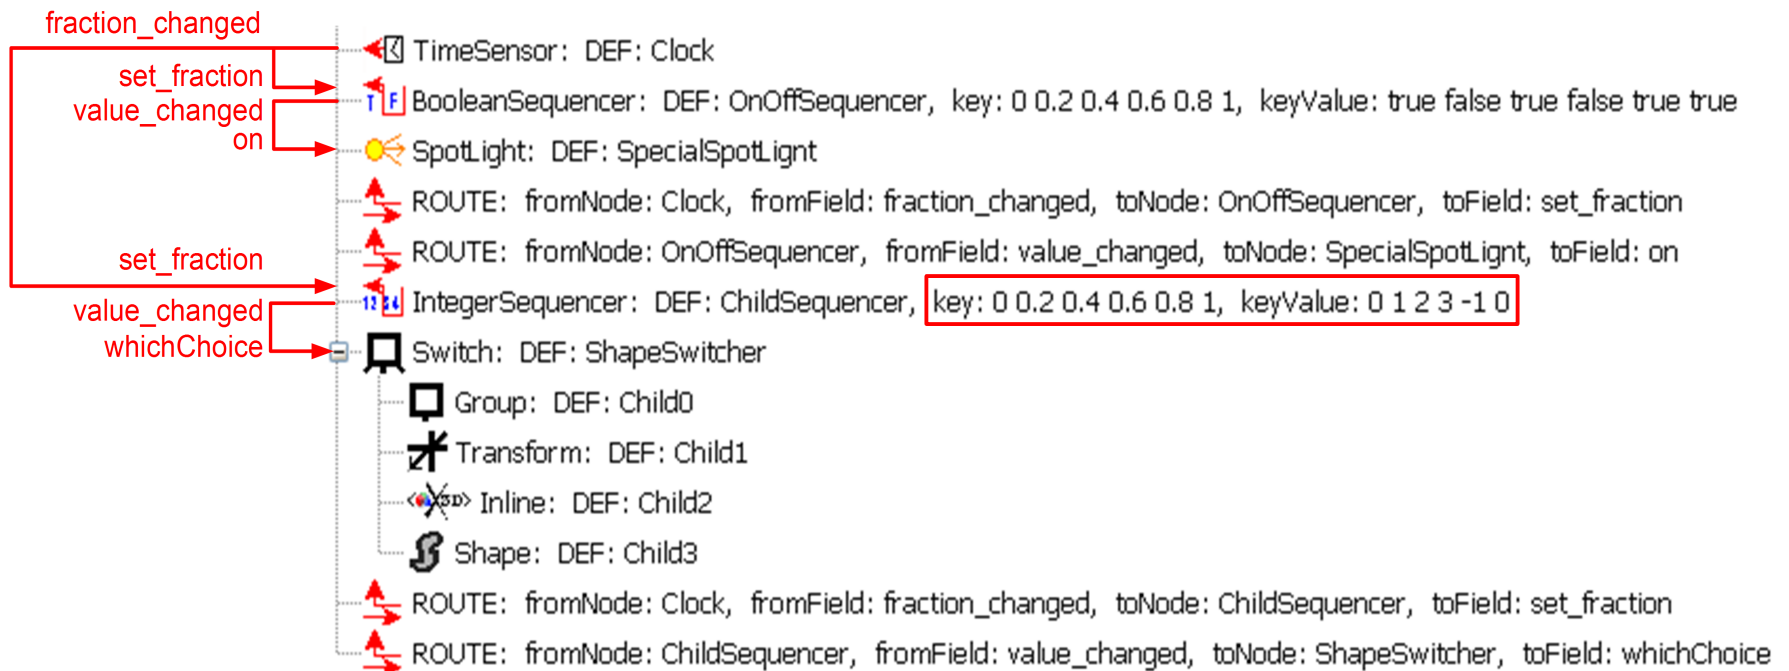 fraction_changed
TimeSensor: DEF: Clock
set_fraction
BooleanSequencer: DEF: OnOffSequencer, key: 0 0.2 0.4 0.6 0.8 1, keyValue: true false true false true true
value_changed
on
SpotLight: DEF: SpecialSpotLignt
ROUTE: fromNode: Clock, fromField: fraction_changed, toNode: OnOffSequencer, toField: set_fraction
ROUTE: fromNode: OnOffSequencer, fromField: value_changed, toNode: SpecialSpotLignt, toField: on
set_fraction
IntegerSequencer: DEF: ChildSequencer, key: 0 0.2 0.4 0.6 0.8 1, keyValue: 0 1 2 3 -1 0
value_changed
whichChoice
Switch: DEF: ShapeSwitcher
Group: DEF: Child0
Transform: DEF: Child1
Inline: DEF: Child2
Shape: DEF: Child3
ROUTE: fromNode: Clock, fromField: fraction_changed, toNode: ChildSequencer, toField: set_fraction
ROUTE: fromNode: ChildSequencer, fromField: value_changed, toNode: ShapeSwitcher, toField: whichChoice